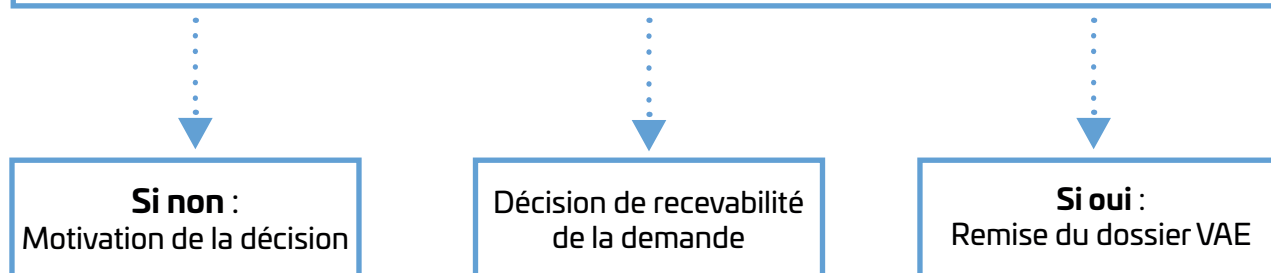 Si non :
Motivation de la décision
Décision de recevabilité
de la demande
Si oui :
Remise du dossier VAE